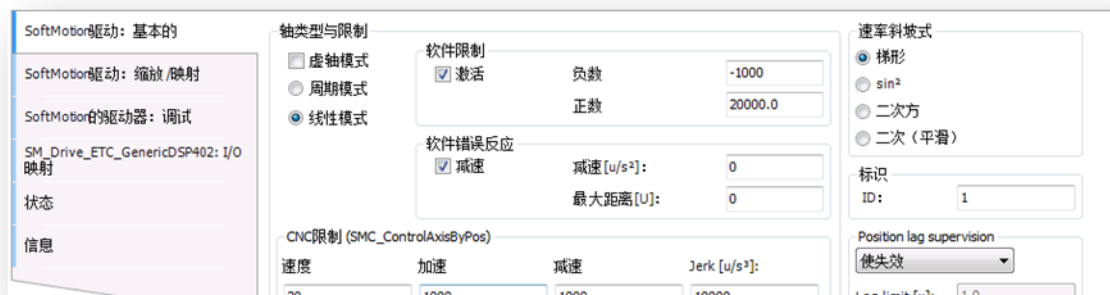 SoftMotion驱动：基本的
SoftMotion驱动：缩放 /映射
SoftMotion的驱动器：调试
SM_Drive_ETC_GenericDSP402: I/O
映射
状态
信息
轴类型与限制
虚轴模式
周期模式
线性模式
软件限制
激活
负数
-1000
正数
20000.0
软件错误反应
减速
减速[u/s²]:
0
最大距离[U]:
0
CNC限制 (SMC_ControlAxisByPos)
速度
加速
减速
Jerk [u/s³]:
速率斜坡式
梯形
sin²
二次方
二次（平滑）
标识
ID:
1
Position lag supervision
使失效